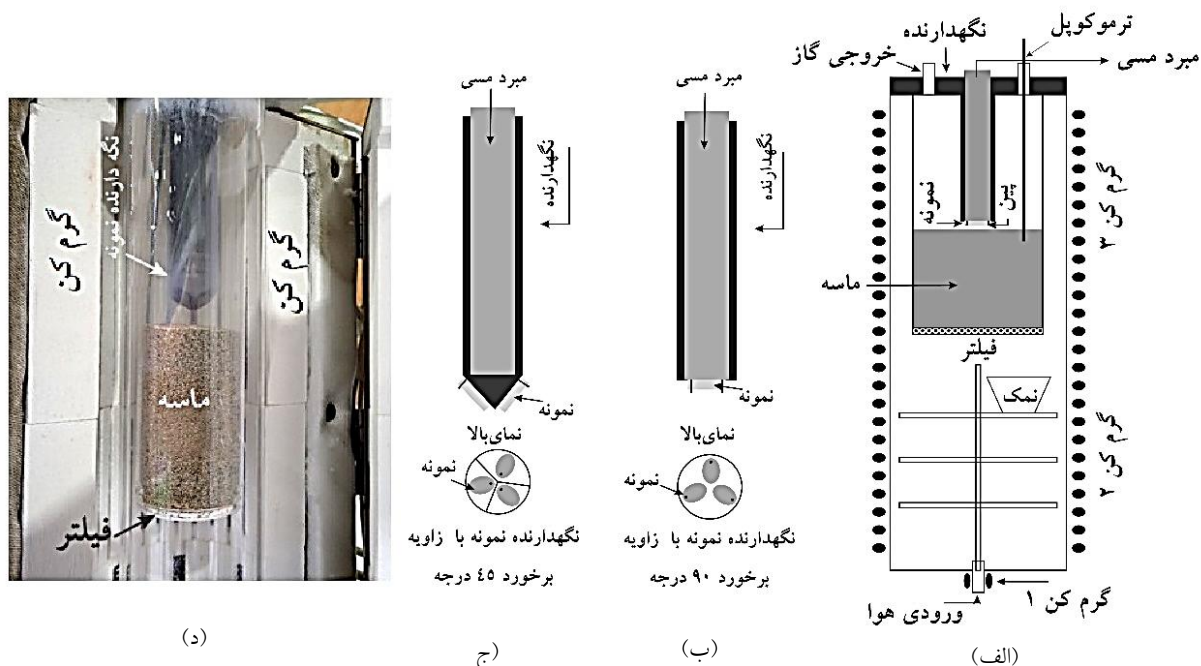 ترموکوپل
نگهدارنده
خروجی گاز
مبرد مسی
نمونه
پین
گرم کن ۳
ماسه
فیلتر
نمک
گرم کن ۲
گرم کن ۱
ورودی هوا
(الف)
مبرد مسی
نگهدارنده
نمونه
نمای‌بالا
نمونه
نگهدارنده نمونه با زاویه
برخورد ۹۰ درجه
(ب)
مبرد مسی
نگهدارنده
نمونه
نمای‌بالا
نمونه
نگهدارنده نمونه با زاویه
برخورد ٤٥ درجه
(ج)
گرم کن
نگه دارنده نمونه
گرم کن
ماسه
فیلتر
(د)